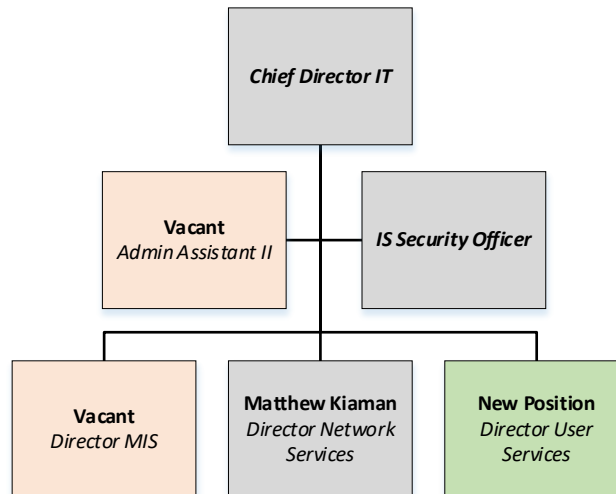 Chief Director IT
Vacant
Admin Assistant II
IS Security Officer
Vacant
Director MIS
Matthew Kiaman
Director Network
Services
New Position
Director User
Services